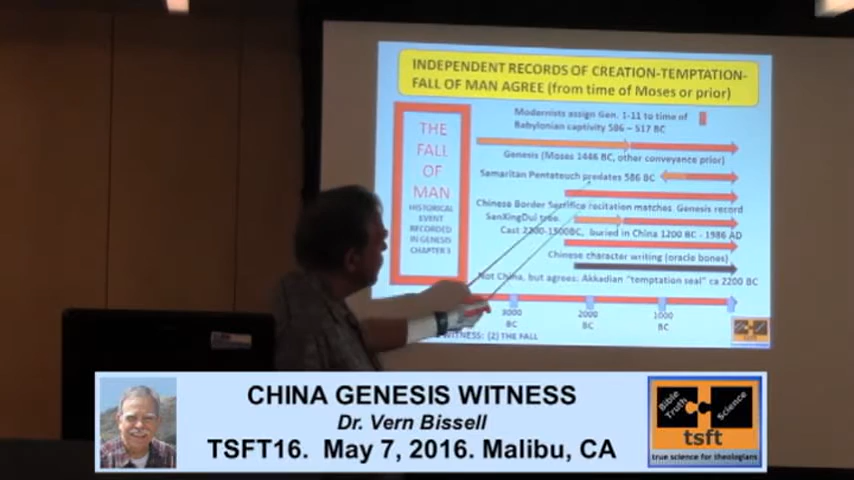 INDEPENDENT RECORDS OF CREATION-TEMPTATION-
FALL OF MAN AGREE (from time of Moses or prior)
THE
FALL
OF
MAN
HISTORICAL
EVENT
RECORDED
IN GENESIS
CHAPTER 3
Modernists assign Gen. 1-11 to time of
Babylonian captivity 586 – 517 BC
Genesis (Moses 1446 BC, other conveyance prior)
Samaritan Pentateuch predates 586 BC
Chinese Border Sacrifice recitation matches Genesis record
SanXingDui tree.
Cast 2200-1500BC, buried in China 1200 BC - 1986 AD
Chinese character writing (oracle bones)
Not China, but agrees: Akkadian "temptation seal" ca 2200 BC
3000
BC
2000
BC
1000
BC
WITNESS: (2) THE FALL
tsft
CHINA GENESIS WITNESS
Dr. Vern Bissell
TSFT16. May 7, 2016. Malibu, CA
Bible
Truth
Science
tsft
true science for theologians